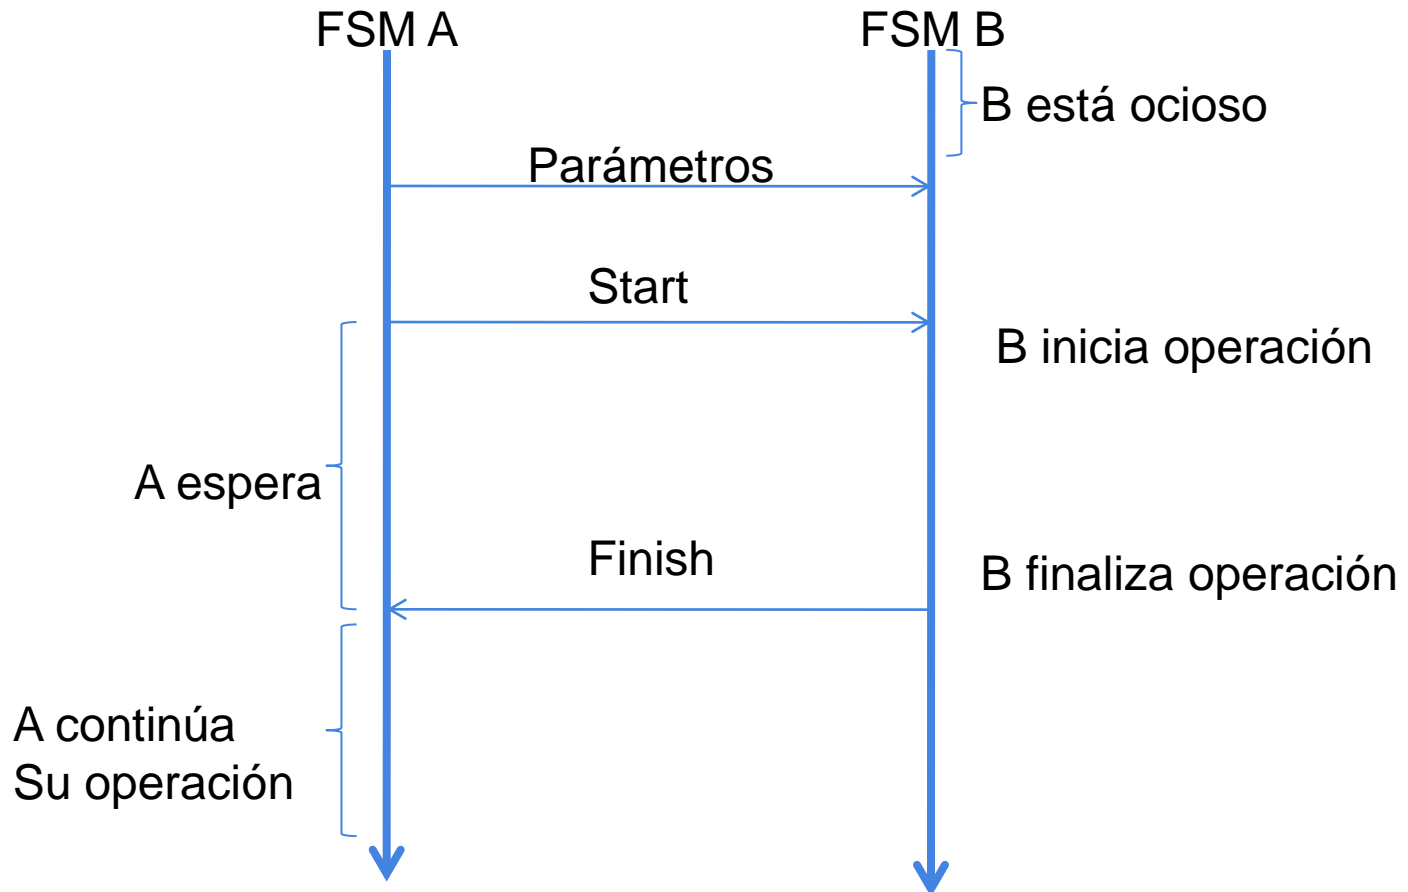 FSM A
FSM B
B está ocioso
Parámetros
Start
B inicia operación
A espera
Finish
B finaliza operación
A continúa
Su operación